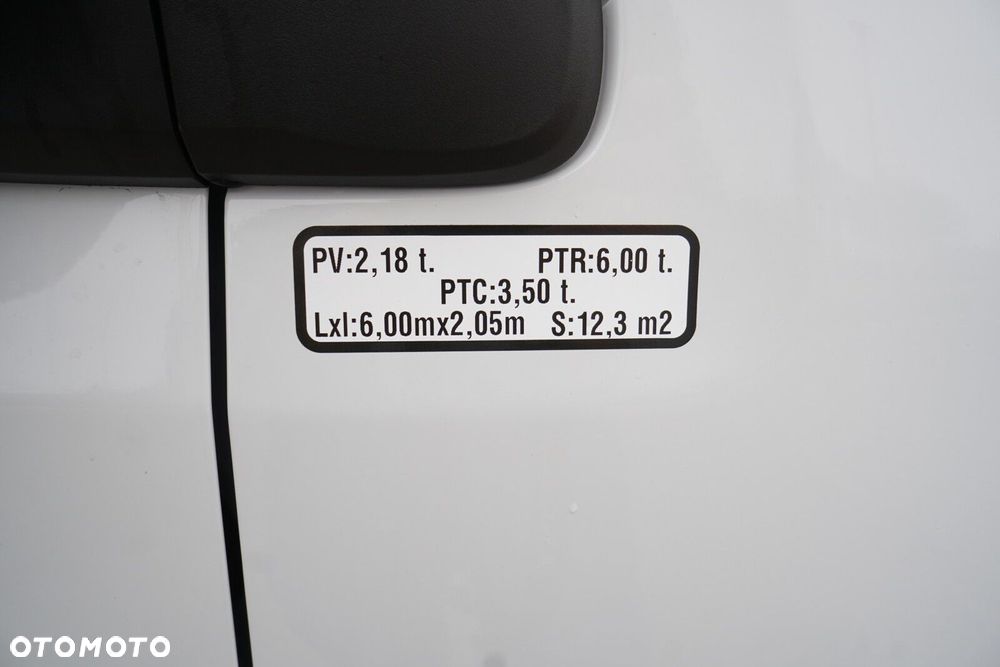 PV:2,18 t. PTR:6,00 t.
PTC:3,50 t.
Lxl:6,00mx2,05m S:12,3 m2
OTOMOTO